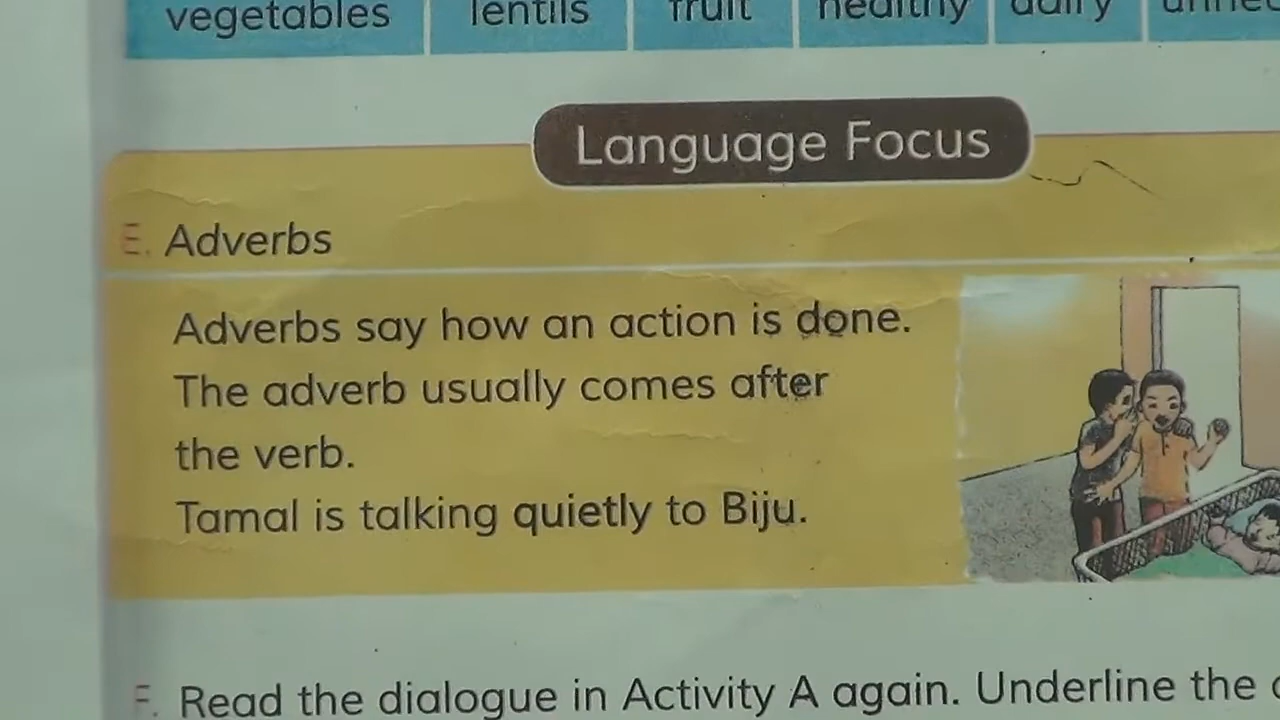 vegetables lentils fruit healthy dairy
Language Focus
E. Adverbs
Adverbs say how an action is done.
The adverb usually comes after
the verb.
Tamal is talking quietly to Biju.
F. Read the dialogue in Activity A again. Underline the